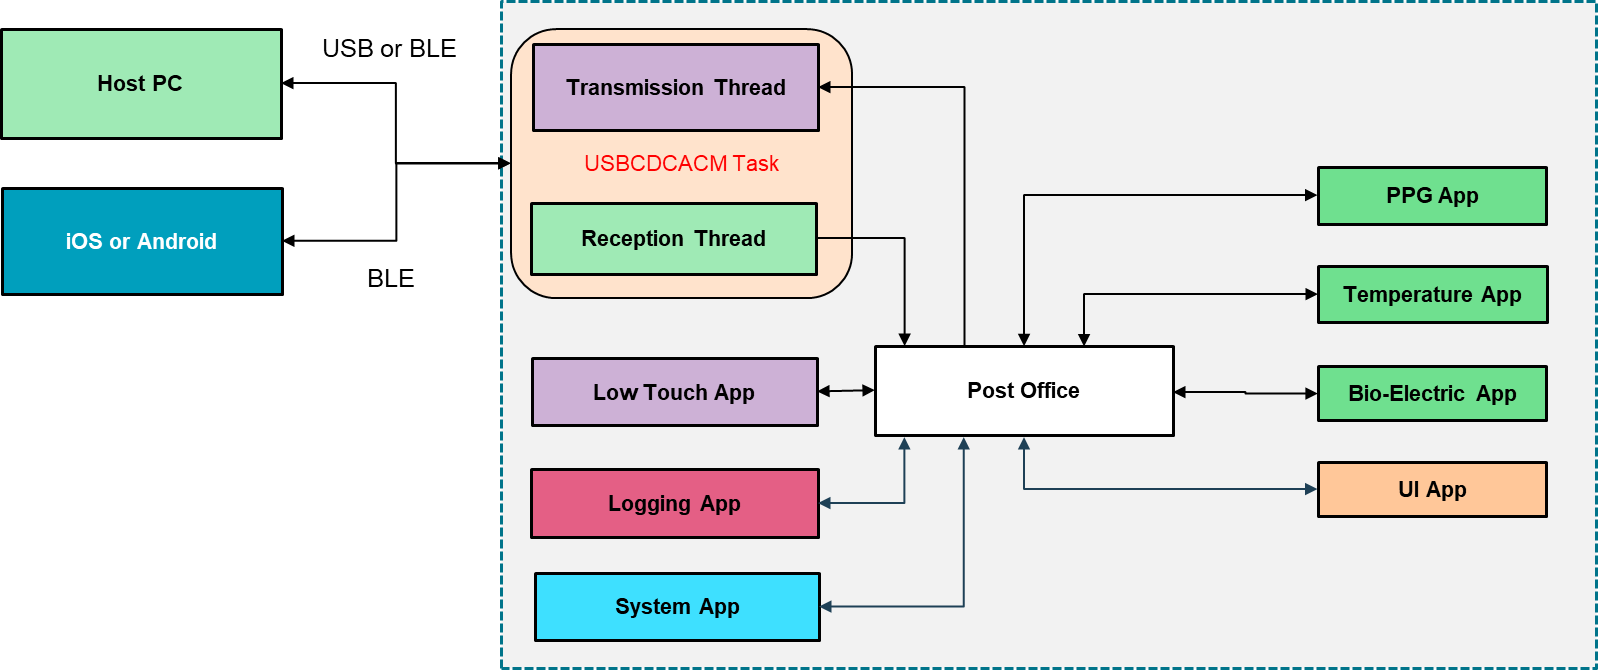 Host PC
USB or BLE
iOS or Android
BLE
Transmission Thread
USBCDCACM Task
Reception Thread
Low Touch App
Logging App
System App
Post Office
PPG App
Temperature App
Bio-Electric App
UI App